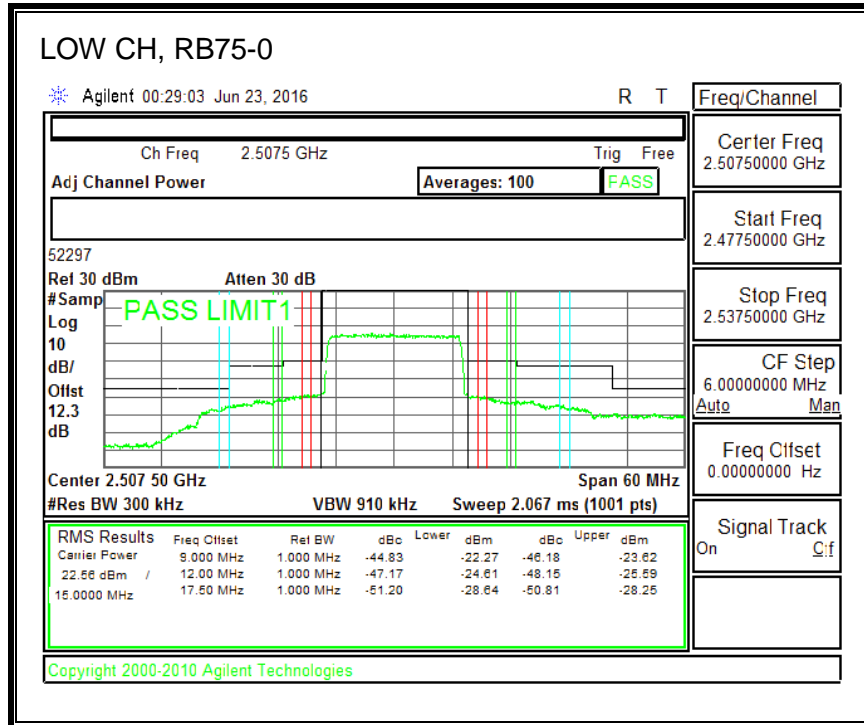 LOW CH, RB75-0
Agilent 00:29:03 Jun 23, 2016 R T
Freq/Channel
Ch Freq 2.5075 GHz Trig Free
Adj Channel Power Averages: 100 PASS
Center Freq
2.50750000 GHz
Start Freq
2.47750000 GHz
Stop Freq
2.53750000 GHz
CF Step
6.00000000 MHz
Auto Man
Freq Offset
0.00000000 Hz
Signal Track
On Off
52297
Ref 30 dBm Atten 30 dB
#Samp
Log
10
dB/
Offst
12.3
dB
PASS LIMIT1
Center 2.507 50 GHz Span 60 MHz
#Res BW 300 kHz VBW 910 kHz Sweep 2.067 ms (1001 pts)
RMS Results Freq Offset Ref BW dBc Lower dBm dBc Upper dBm
Carrier Power 9.000 MHz 1.000 MHz -44.83 -22.27 -46.18 -23.62
22.56 dBm / 12.00 MHz 1.000 MHz -47.17 -24.61 -48.15 -25.59
15.0000 MHz 17.50 MHz 1.000 MHz -51.20 -28.64 -50.81 -28.25
Copyright 2000-2010 Agilent Technologies